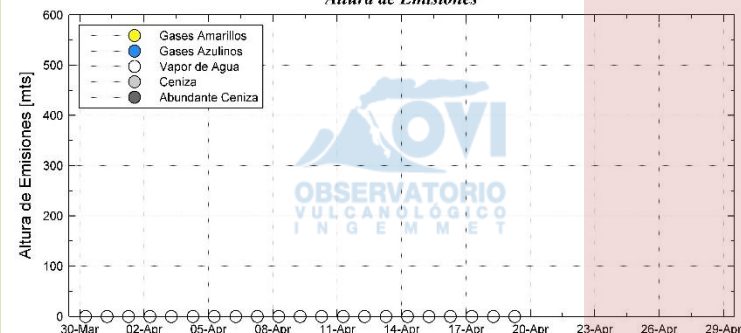 Altura de Emisiones
600
500
400
300
200
100
0
Altura de Emisiones [mts]
Gases Amarillos
Gases Azulinos
Vapor de Agua
Ceniza
Abundante Ceniza
OVI
OBSERVATORIO
VULCANOLÓGICO
INGEMMET
30-Mar 02-Apr 05-Apr 08-Apr 11-Apr 14-Apr 17-Apr 20-Apr 23-Apr 26-Apr 29-Apr